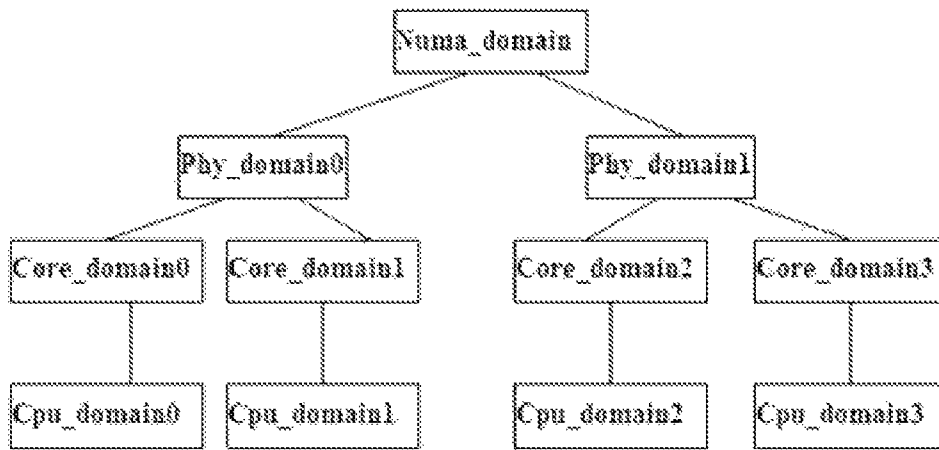 Numa_domain
Phy_domain0
Phy_domain1
Core_domain0
Core_domain1
Core_domain2
Core_domain3
Cpu_domain0
Cpu_domain1
Cpu_domain2
Cpu_domain3